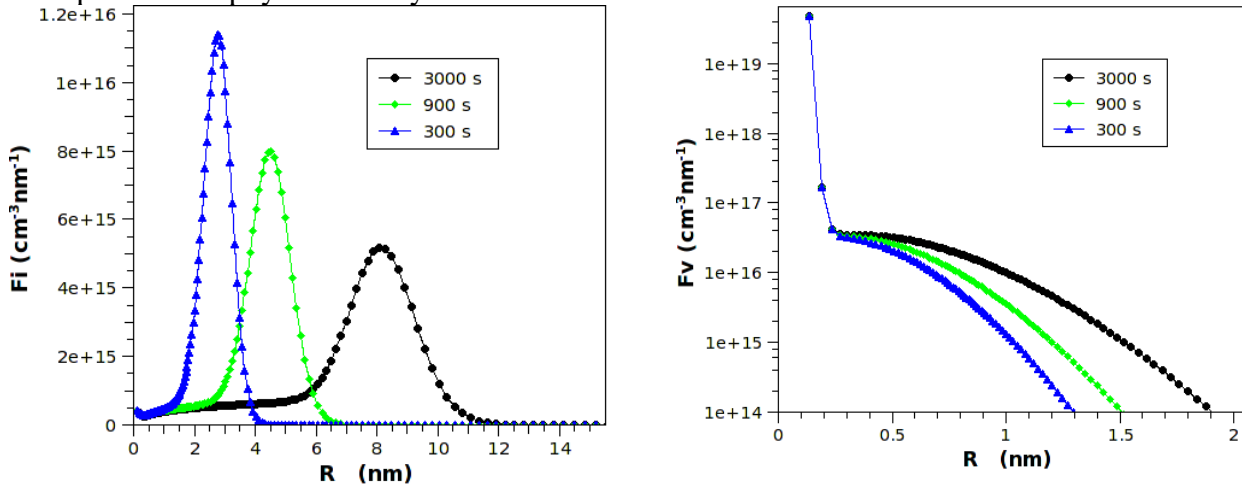 1.2e+16
1e+16
8e+15
6e+15
4e+15
2e+15
0
Fi (cm⁻³nm⁻¹)
3000 s
900 s
300 s
0 2 4 6 8 10 12 14
R (nm)
1e+19
1e+18
1e+17
1e+16
1e+15
1e+14
Fv (cm⁻³nm⁻¹)
3000 s
900 s
300 s
0 0.5 1 1.5 2
R (nm)